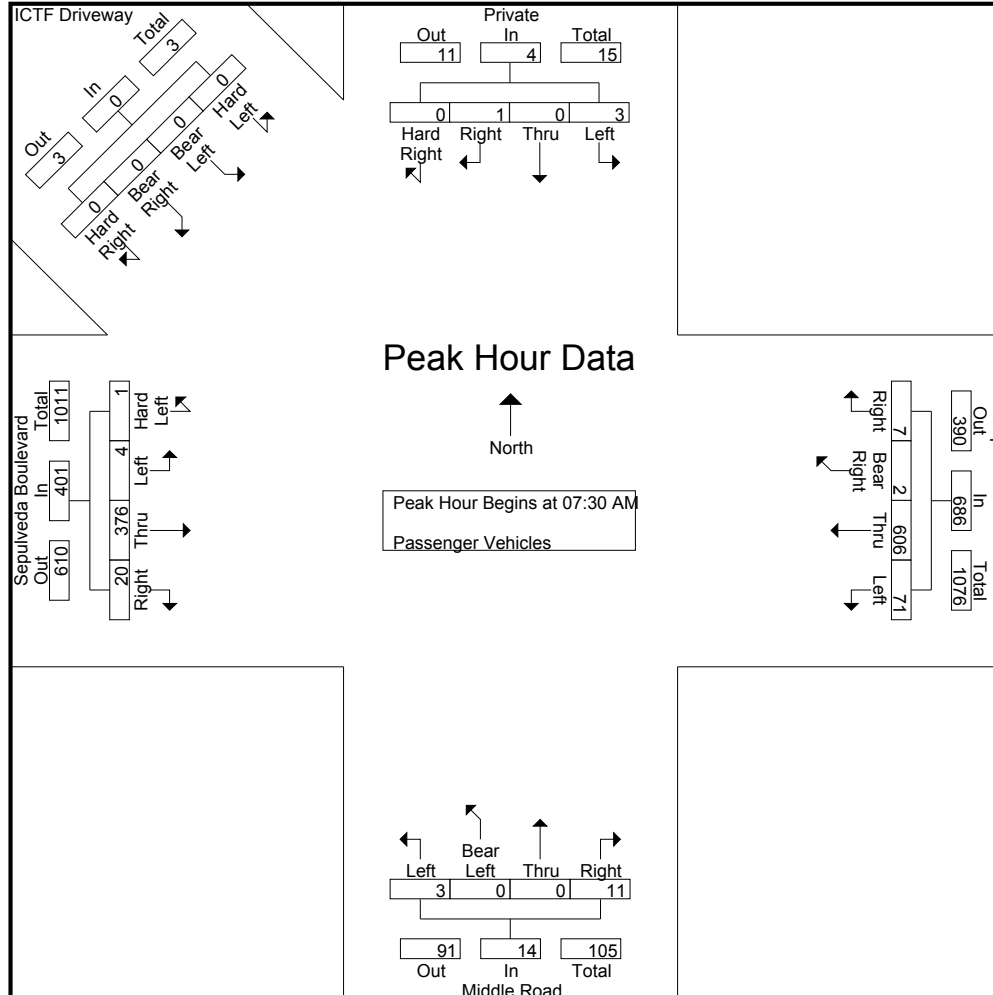 ICTF Driveway
Total
3
In
0
Out
3
0
Hard
Left
0
Bear
Left
0
Bear
Right
0
Hard
Right
Private
Out In Total
11 4 15
0 1 0 3
Hard
Right Right Thru Left
Peak Hour Data
North
Peak Hour Begins at 07:30 AM
Passenger Vehicles
Sepulveda Boulevard
Total In Out
1011 401 610
1 4 376 20
Hard
Left Left Thru Right
Right
7
Bear
Right
2
Thru
606
Left
71
Out In Total
390 686 1076
Bear
Left Left Thru Right
3 0 0 11
91 14 105
Out In Total
Middle Road